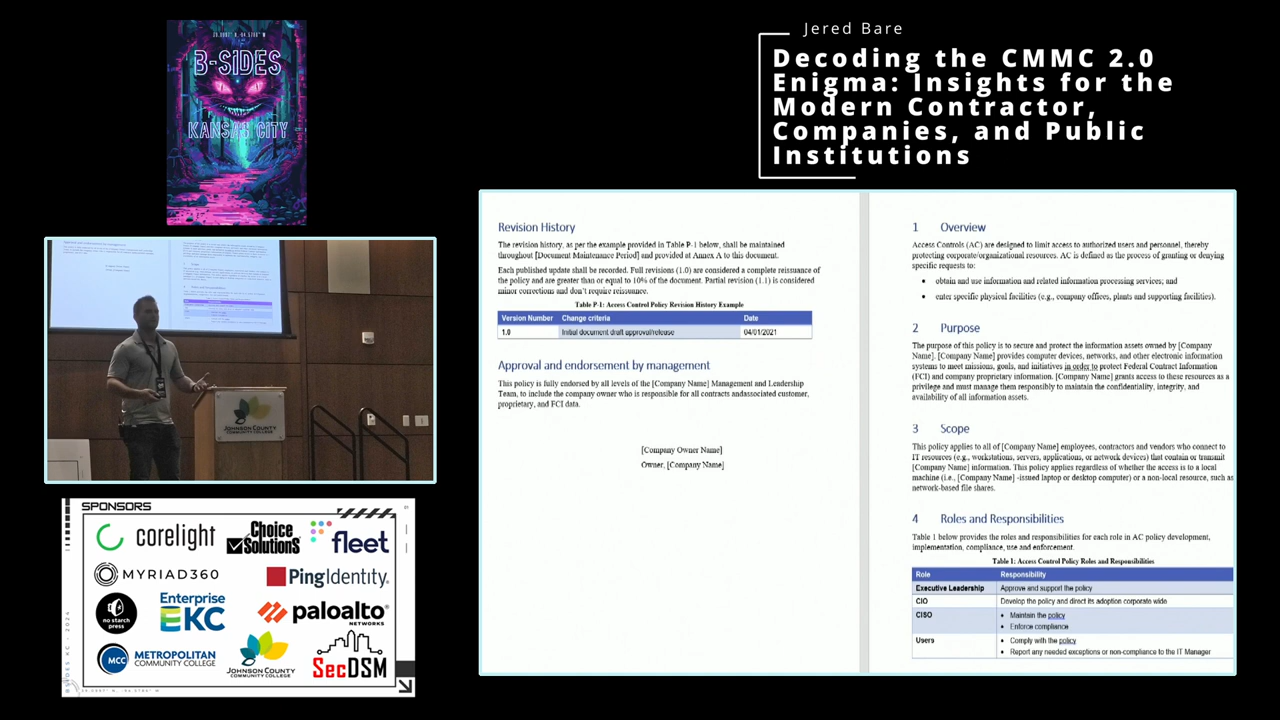 Jered Bare
Decoding the CMMC 2.0
Enigma: Insights for the
Modern Contractor,
Companies, and Public
Institutions
B-SIDES
KANSAS CITY
JOHNSON COUNTY
COMMUNITY COLLEGE
SPONSORS
corelight
Choice
Solutions
fleet
MYRIAD360
PingIdentity.
no starch
press
Enterprise
EKC
paloalto
NETWORKS
MCC
METROPOLITAN
COMMUNITY COLLEGE
JOHNSON COUNTY
COMMUNITY COLLEGE
SecDSM
Revision History
The revision history, as per the example provided in Table P-1 below, shall be maintained
throughout [Document Maintenance Period] and provided at Annex A to this document.
Each published update shall be recorded. Full revisions (1.0) are considered a complete reissuance of
the policy and are greater than or equal to 10% of the document. Partial revision (1.1) is considered
minor corrections and don't require reissuance.
Table P-1: Access Control Policy Revision History Example
Version Number Change criteria Date
1.0 Initial document draft approval/release 04/01/2021
Approval and endorsement by management
This policy is fully endorsed by all levels of the [Company Name] Management and Leadership
Team, to include the company owner who is responsible for all contracts andassociated customer,
proprietary, and FCI data.
[Company Owner Name]
Owner, [Company Name]
1 Overview
Access Controls (AC) are designed to limit access to authorized users and personnel, thereby
protecting corporate/organizational resources. AC is defined as the process of granting or denying
specific requests to:
• obtain and use information and related information processing services; and
• enter specific physical facilities (e.g., company offices, plants and supporting facilities).
2 Purpose
The purpose of this policy is to secure and protect the information assets owned by [Company
Name]. [Company Name] provides computer devices, networks, and other electronic information
systems to meet missions, goals, and initiatives in order to protect Federal Contract Information
(FCI) and company proprietary information. [Company Name] grants access to these resources as a
privilege and must manage them responsibly to maintain the confidentiality, integrity, and
availability of all information assets.
3 Scope
This policy applies to all of [Company Name] employees, contractors and vendors who connect to
IT resources (e.g., workstations, servers, applications, or network devices) that contain or transmit
[Company Name] information. This policy applies regardless of whether the access is to a local
machine (i.e., [Company Name] -issued laptop or desktop computer) or a non-local resource, such as
network-based file shares.
4 Roles and Responsibilities
Table 1 below provides the roles and responsibilities for each role in AC policy development,
implementation, compliance, use and enforcement.
Table 1: Access Control Policy Roles and Responsibilities
Role Responsibility
Executive Leadership Approve and support the policy
CIO Develop the policy and direct its adoption corporate wide
CISO • Maintain the policy
• Enforce compliance
Users • Comply with the policy
• Report any needed exceptions or non-compliance to the IT Manager